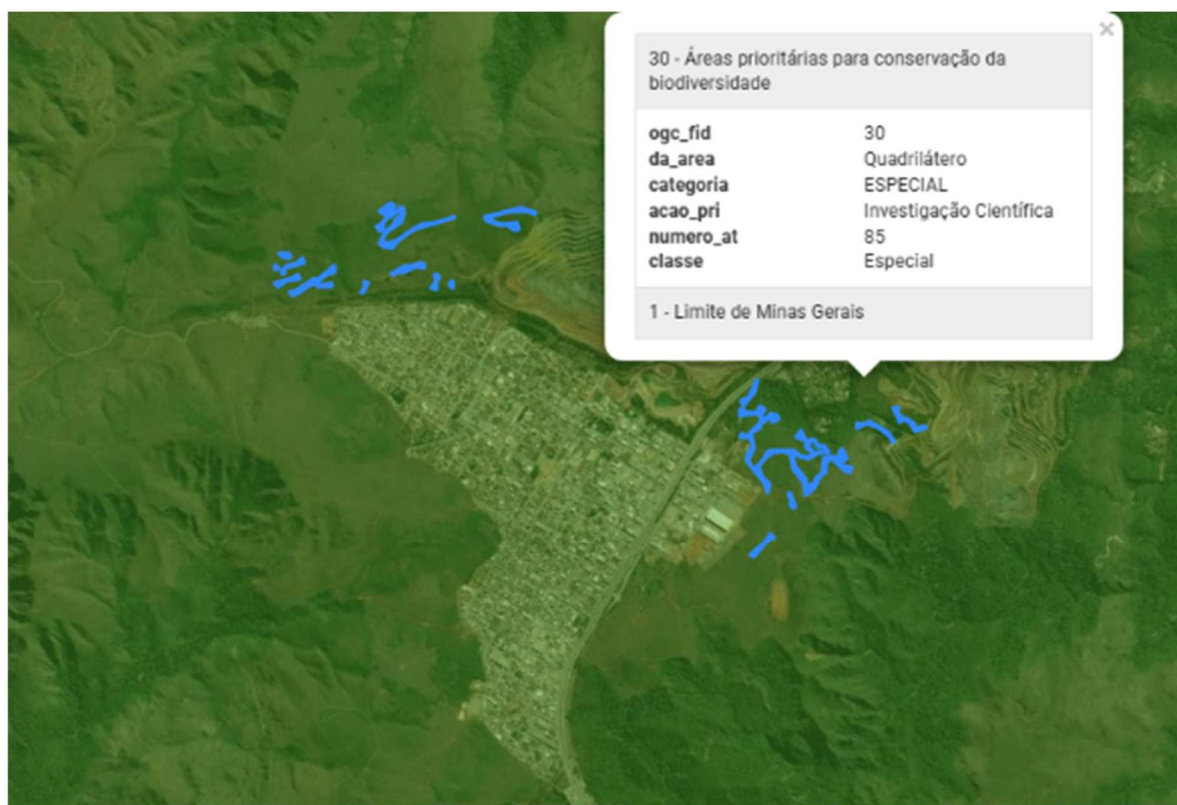 ×
30 - Áreas prioritárias para conservação da
biodiversidade
ogc_fid 30
da_area Quadrilátero
categoria ESPECIAL
acao_pri Investigação Científica
numero_at 85
classe Especial
1 - Limite de Minas Gerais